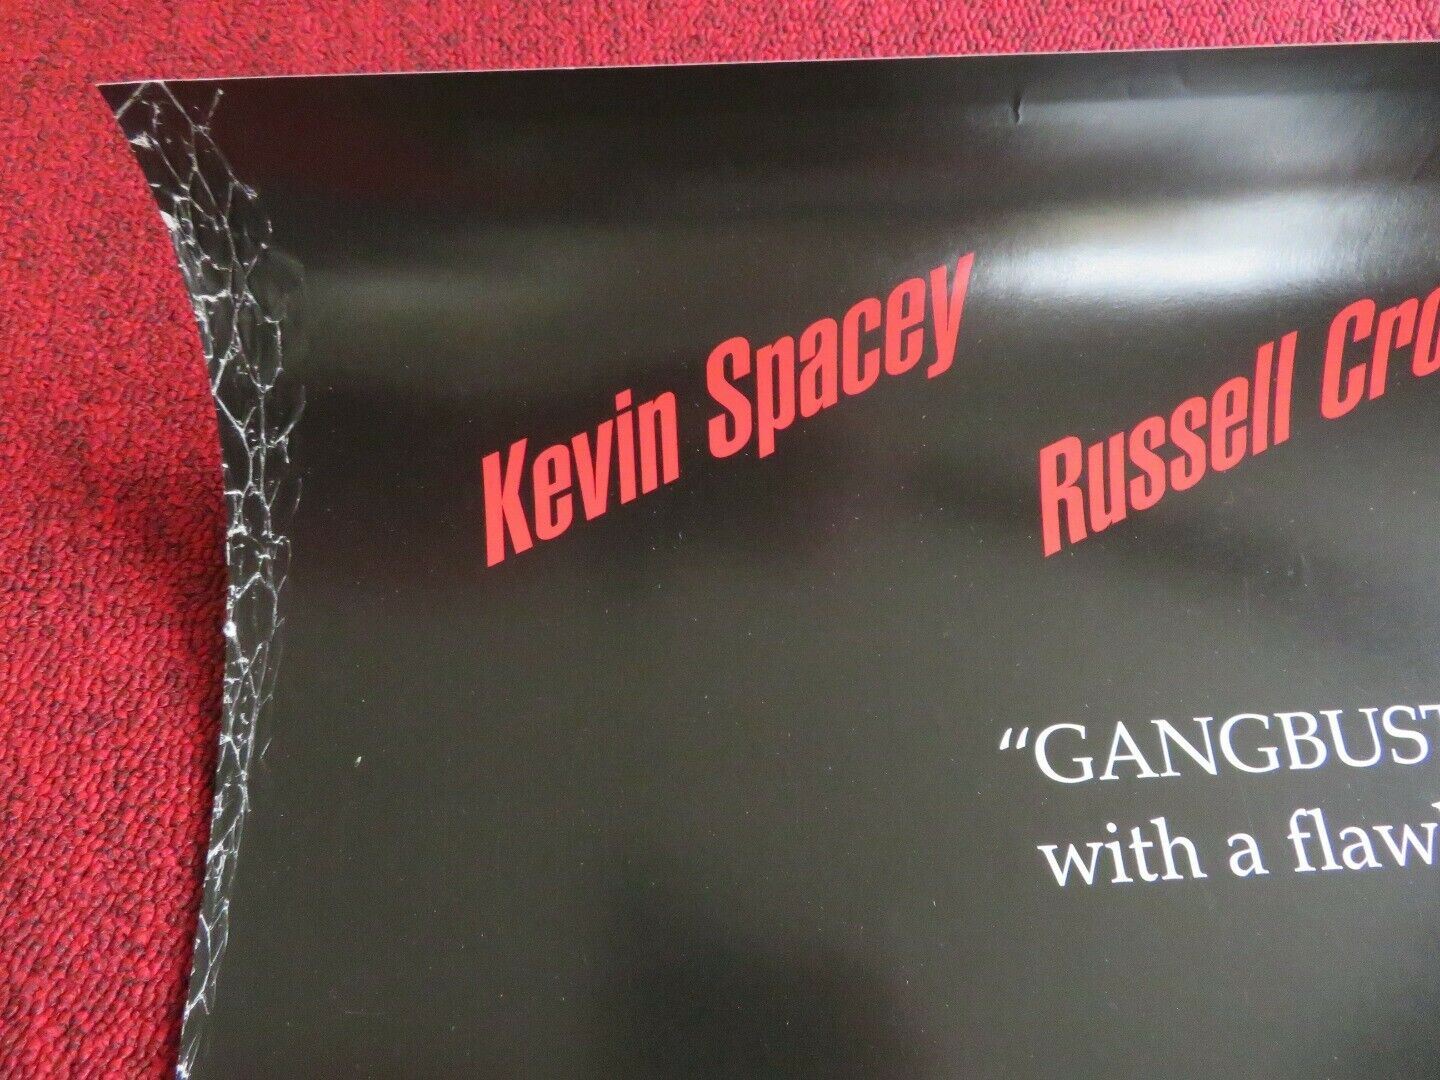 Kevin Spacey
Russell Cro
“GANGBUST
with a flaw